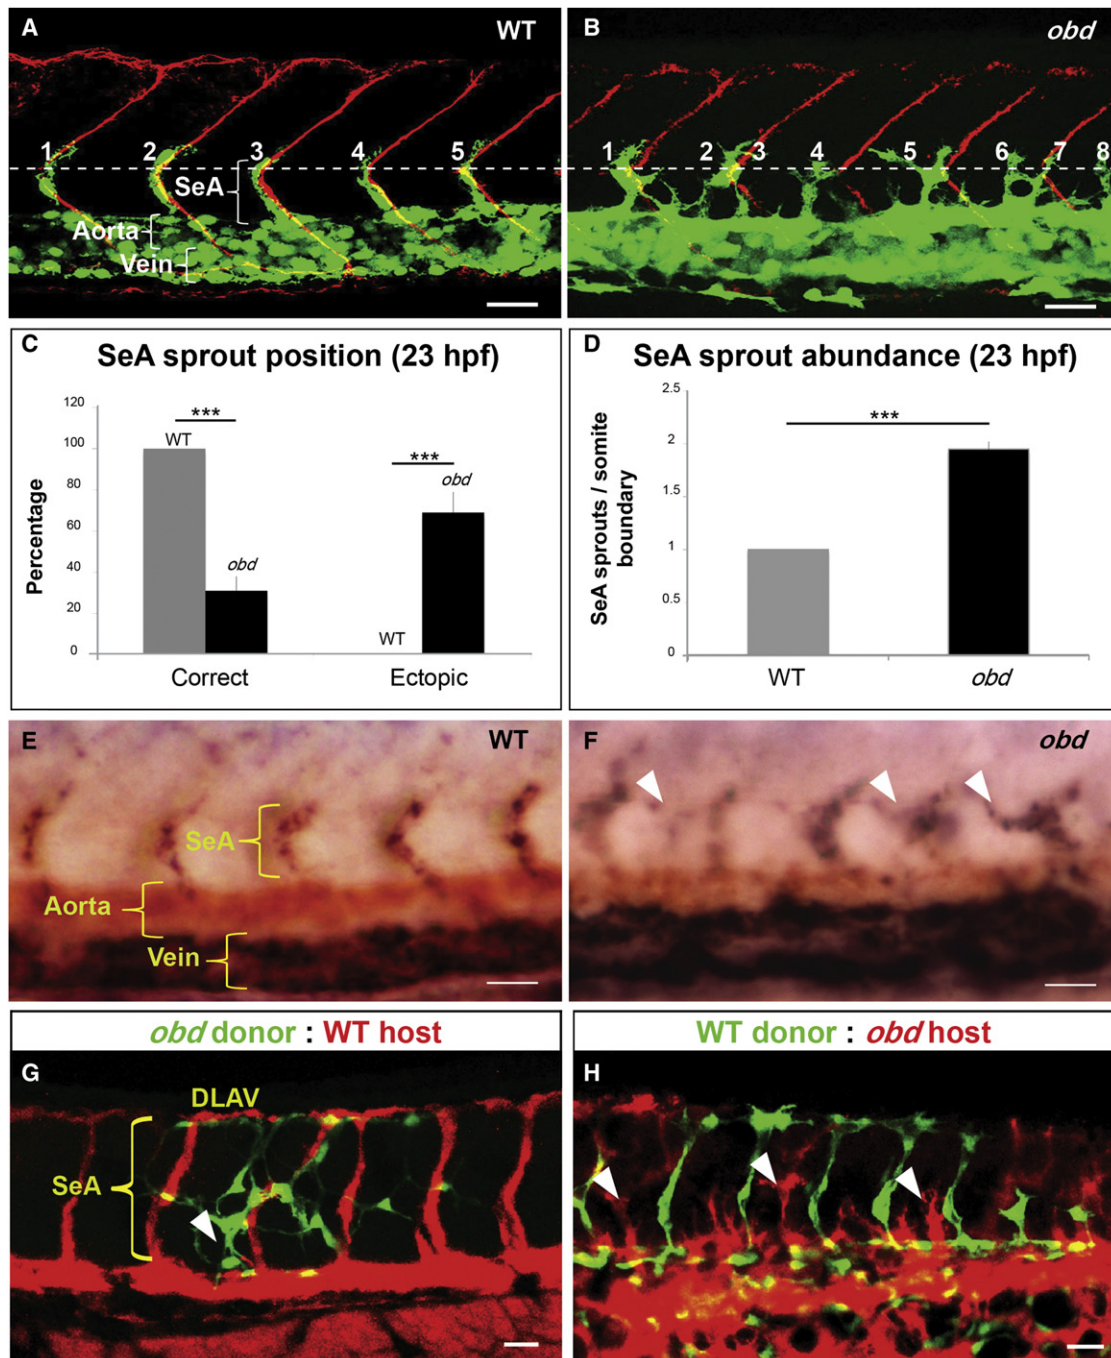 A WT
B obd
1 2 3 4 5
SeA
Aorta
Vein
1 2 3 4 5 6 7 8
C SeA sprout position (23 hpf)
120
100
80
60
40
20
0
Percentage
***
WT
obd
***
obd
WT
Correct Ectopic
D SeA sprout abundance (23 hpf)
2.5
2
1.5
1
0.5
0
SeA sprouts / somite
boundary
***
WT obd
E WT
SeA
Aorta
Vein
F obd
obd donor : WT host
G
DLAV
SeA
WT donor : obd host
H